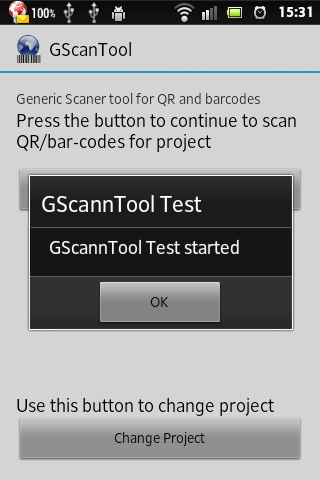 100%
15:31
GScanTool
Generic Scaner tool for QR and barcodes
Press the button to continue to scan
QR/bar-codes for project
GScannTool Test
GScannTool Test started
OK
Use this button to change project
Change Project